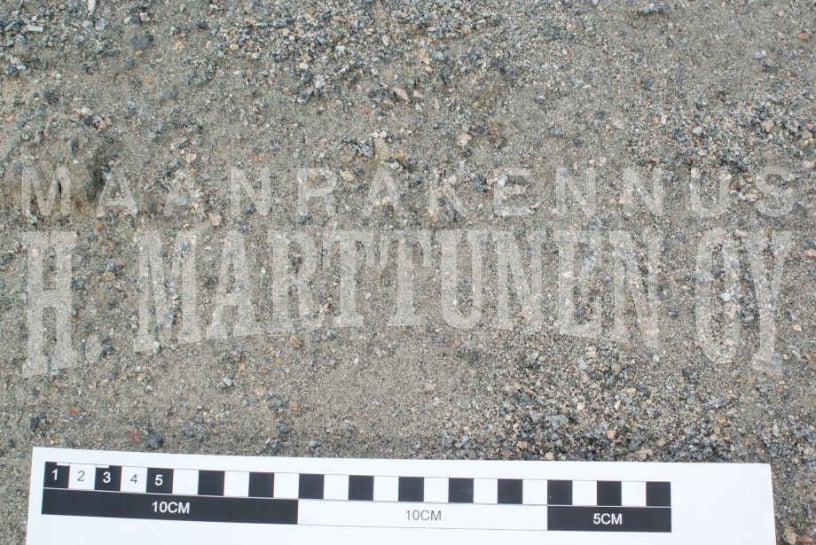 MAANRAKENNUS
H. MARTTUNEN OY
1 2 3 4 5
10CM 10CM 5CM